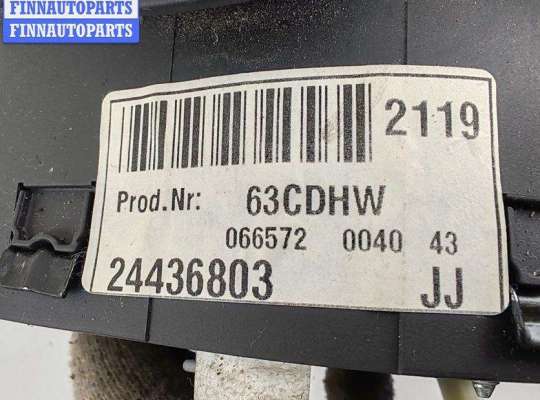 FINNAUTOPARTS
FINNAUTOPARTS
2119
Prod.Nr: 63CDHW
066572 0040 43
24436803 JJ